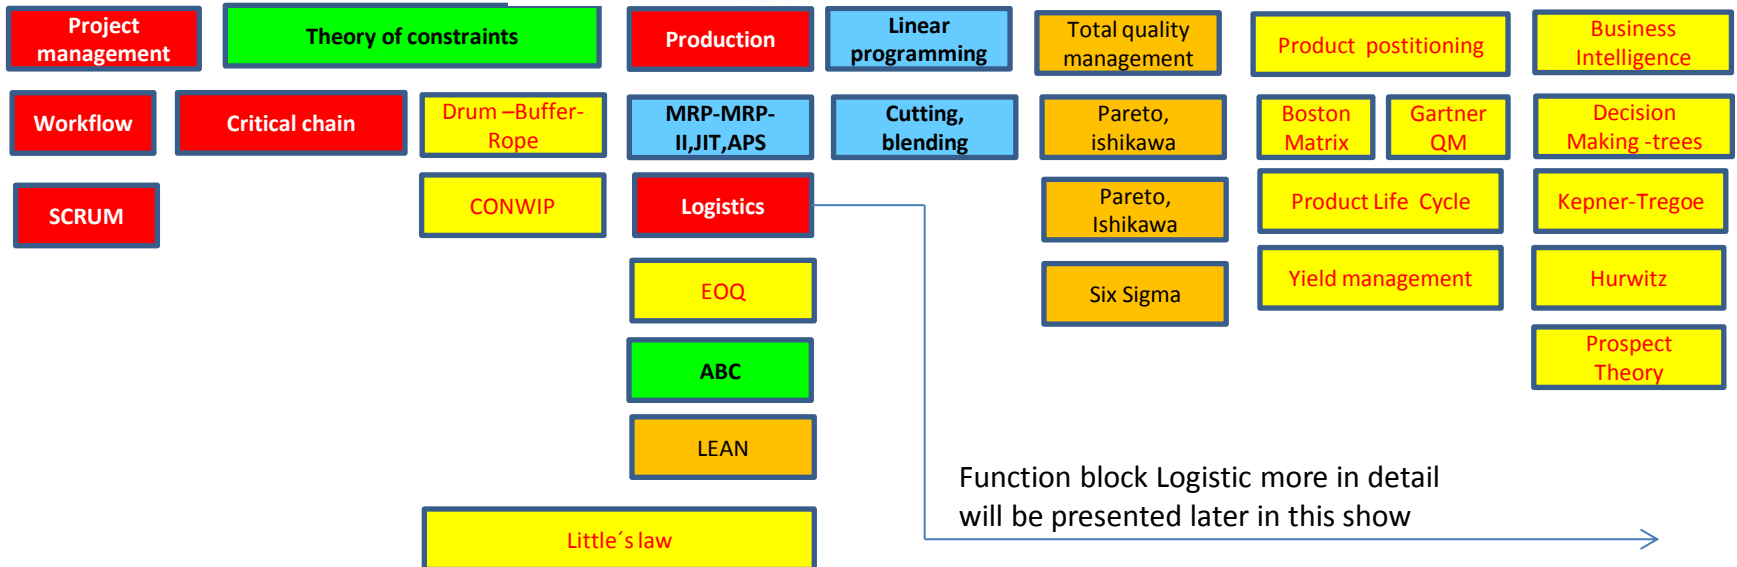 Project
management
Theory of constraints
Production
Linear
programming
Total quality
management
Product postitioning
Business
Intelligence
Workflow
Critical chain
Drum –Buffer-
Rope
MRP-MRP-
II,JIT,APS
Cutting,
blending
Pareto,
ishikawa
Boston
Matrix
Gartner
QM
Decision
Making -trees
SCRUM
CONWIP
Logistics
Pareto,
Ishikawa
Product Life Cycle
Kepner-Tregoe
EOQ
Six Sigma
Yield management
Hurwitz
ABC
Prospect
Theory
LEAN
Function block Logistic more in detail
will be presented later in this show
Little´s law